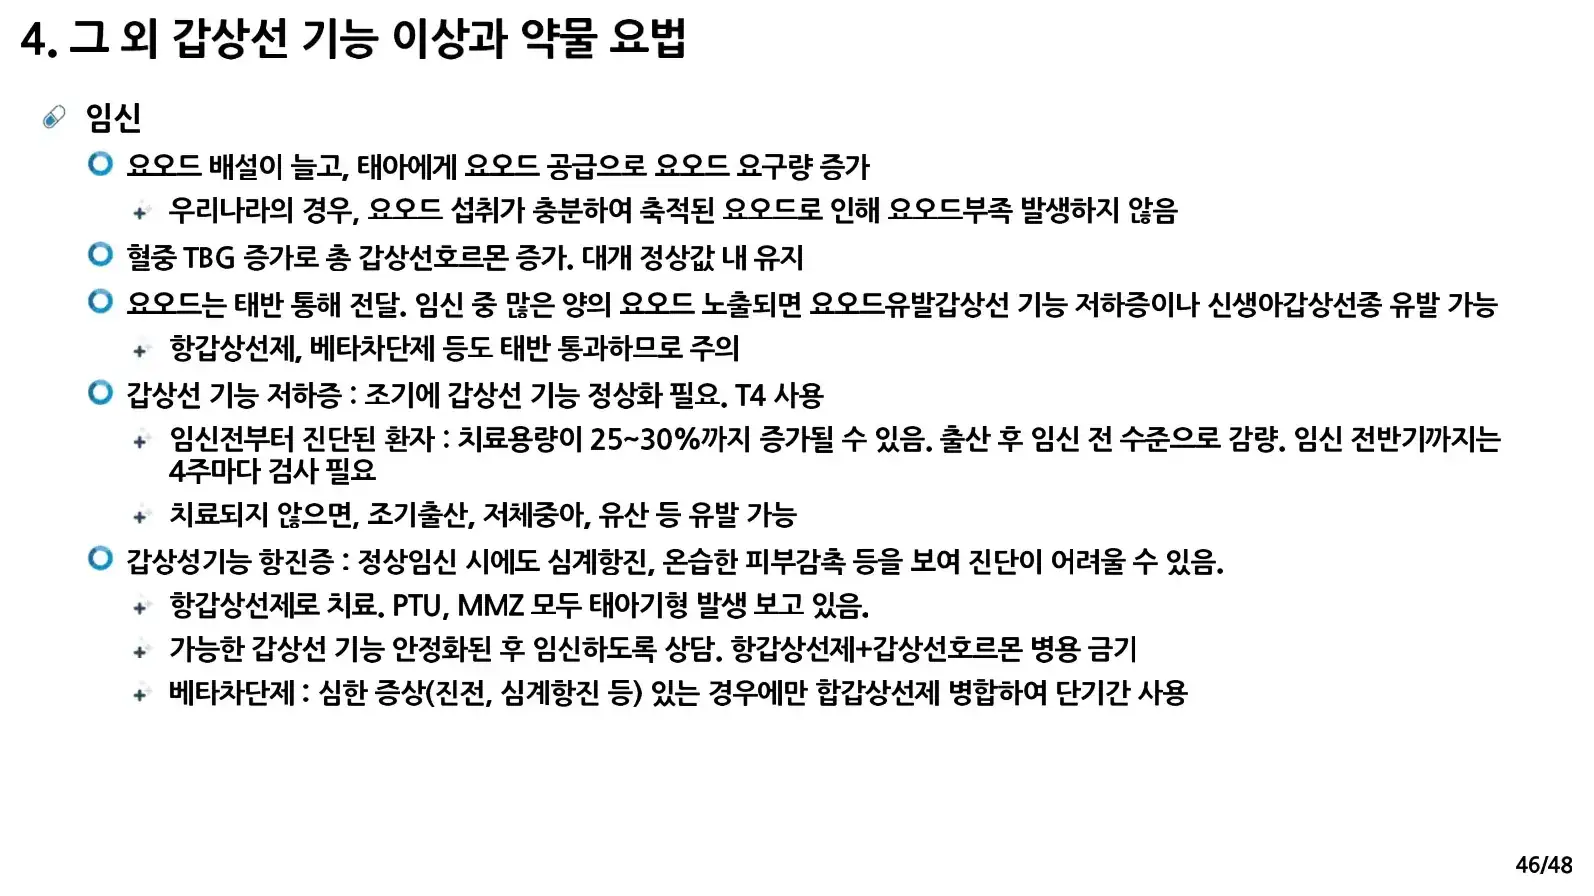 4. 그 외 갑상선 기능 이상과 약물 요법
임신
요오드 배설이 늘고, 태아에게 요오드 공급으로 요오드 요구량 증가
우리나라의 경우, 요오드 섭취가 충분하여 축적된 요오드로 인해 요오드부족 발생하지 않음
혈중 TBG 증가로 총 갑상선호르몬 증가. 대개 정상값 내 유지
요오드는 태반 통해 전달. 임신 중 많은 양의 요오드 노출되면 요오드유발갑상선 기능 저하증이나 신생아갑상선종 유발 가능
항갑상선제, 베타차단제 등도 태반 통과하므로 주의
갑상선 기능 저하증 : 조기에 갑상선 기능 정상화 필요. T4 사용
임신전부터 진단된 환자 : 치료용량이 25~30%까지 증가될 수 있음. 출산 후 임신 전 수준으로 감량. 임신 전반기까지는
4주마다 검사 필요
치료되지 않으면, 조기출산, 저체중아, 유산 등 유발 가능
갑상성기능 항진증 : 정상임신 시에도 심계항진, 온습한 피부감촉 등을 보여 진단이 어려울 수 있음.
항갑상선제로 치료. PTU, MMZ 모두 태아기형 발생 보고 있음.
가능한 갑상선 기능 안정화된 후 임신하도록 상담. 항갑상선제+갑상선호르몬 병용 금기
베타차단제 : 심한 증상(진전, 심계항진 등) 있는 경우에만 합갑상선제 병합하여 단기간 사용
46/48